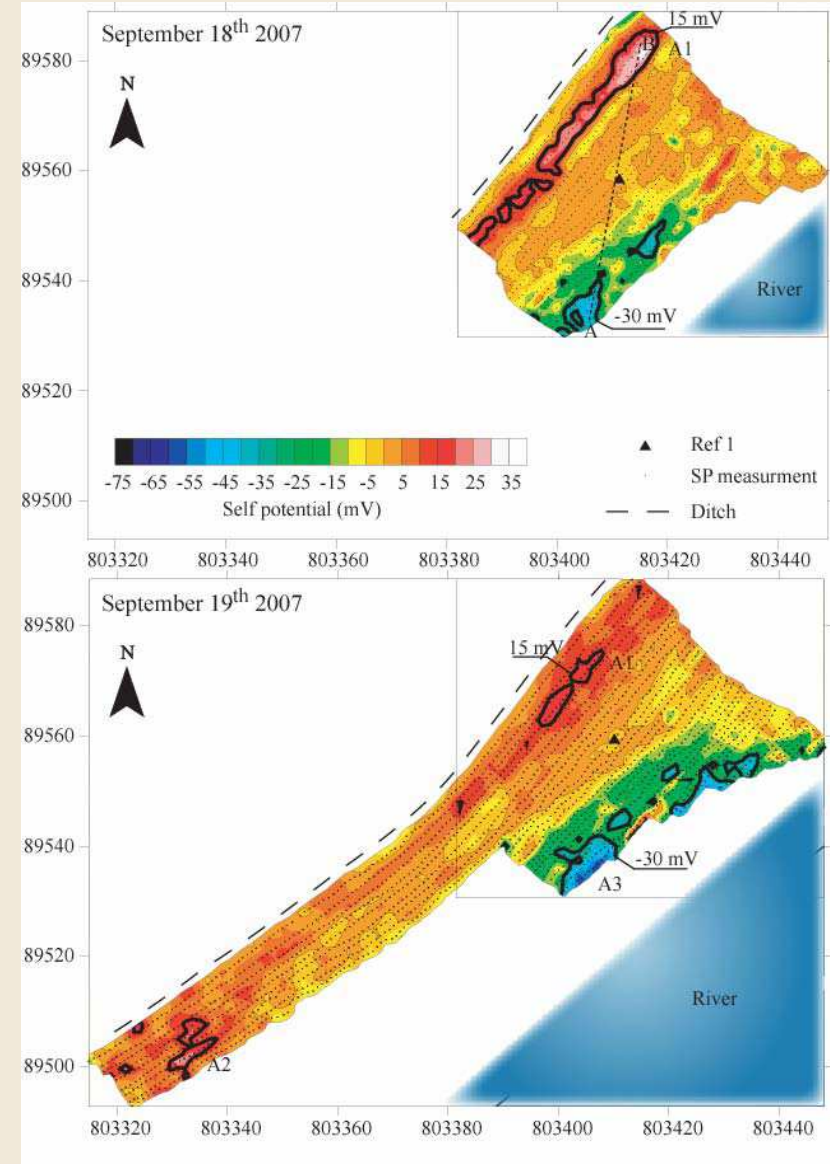 September 18th 2007
15 mV
B
A1
89580
N
89560
89540
River
-30 mV
A
89520
Ref 1
SP measurment
-75 -65 -55 -45 -35 -25 -15 -5 5 15 25 35
Self potential (mV)
Ditch
89500
803320 803340 803360 803380 803400 803420 803440
September 19th 2007
89580
N
15 mV
A1
89560
89540
-30 mV
A3
89520
River
89500
A2
803320 803340 803360 803380 803400 803420 803440